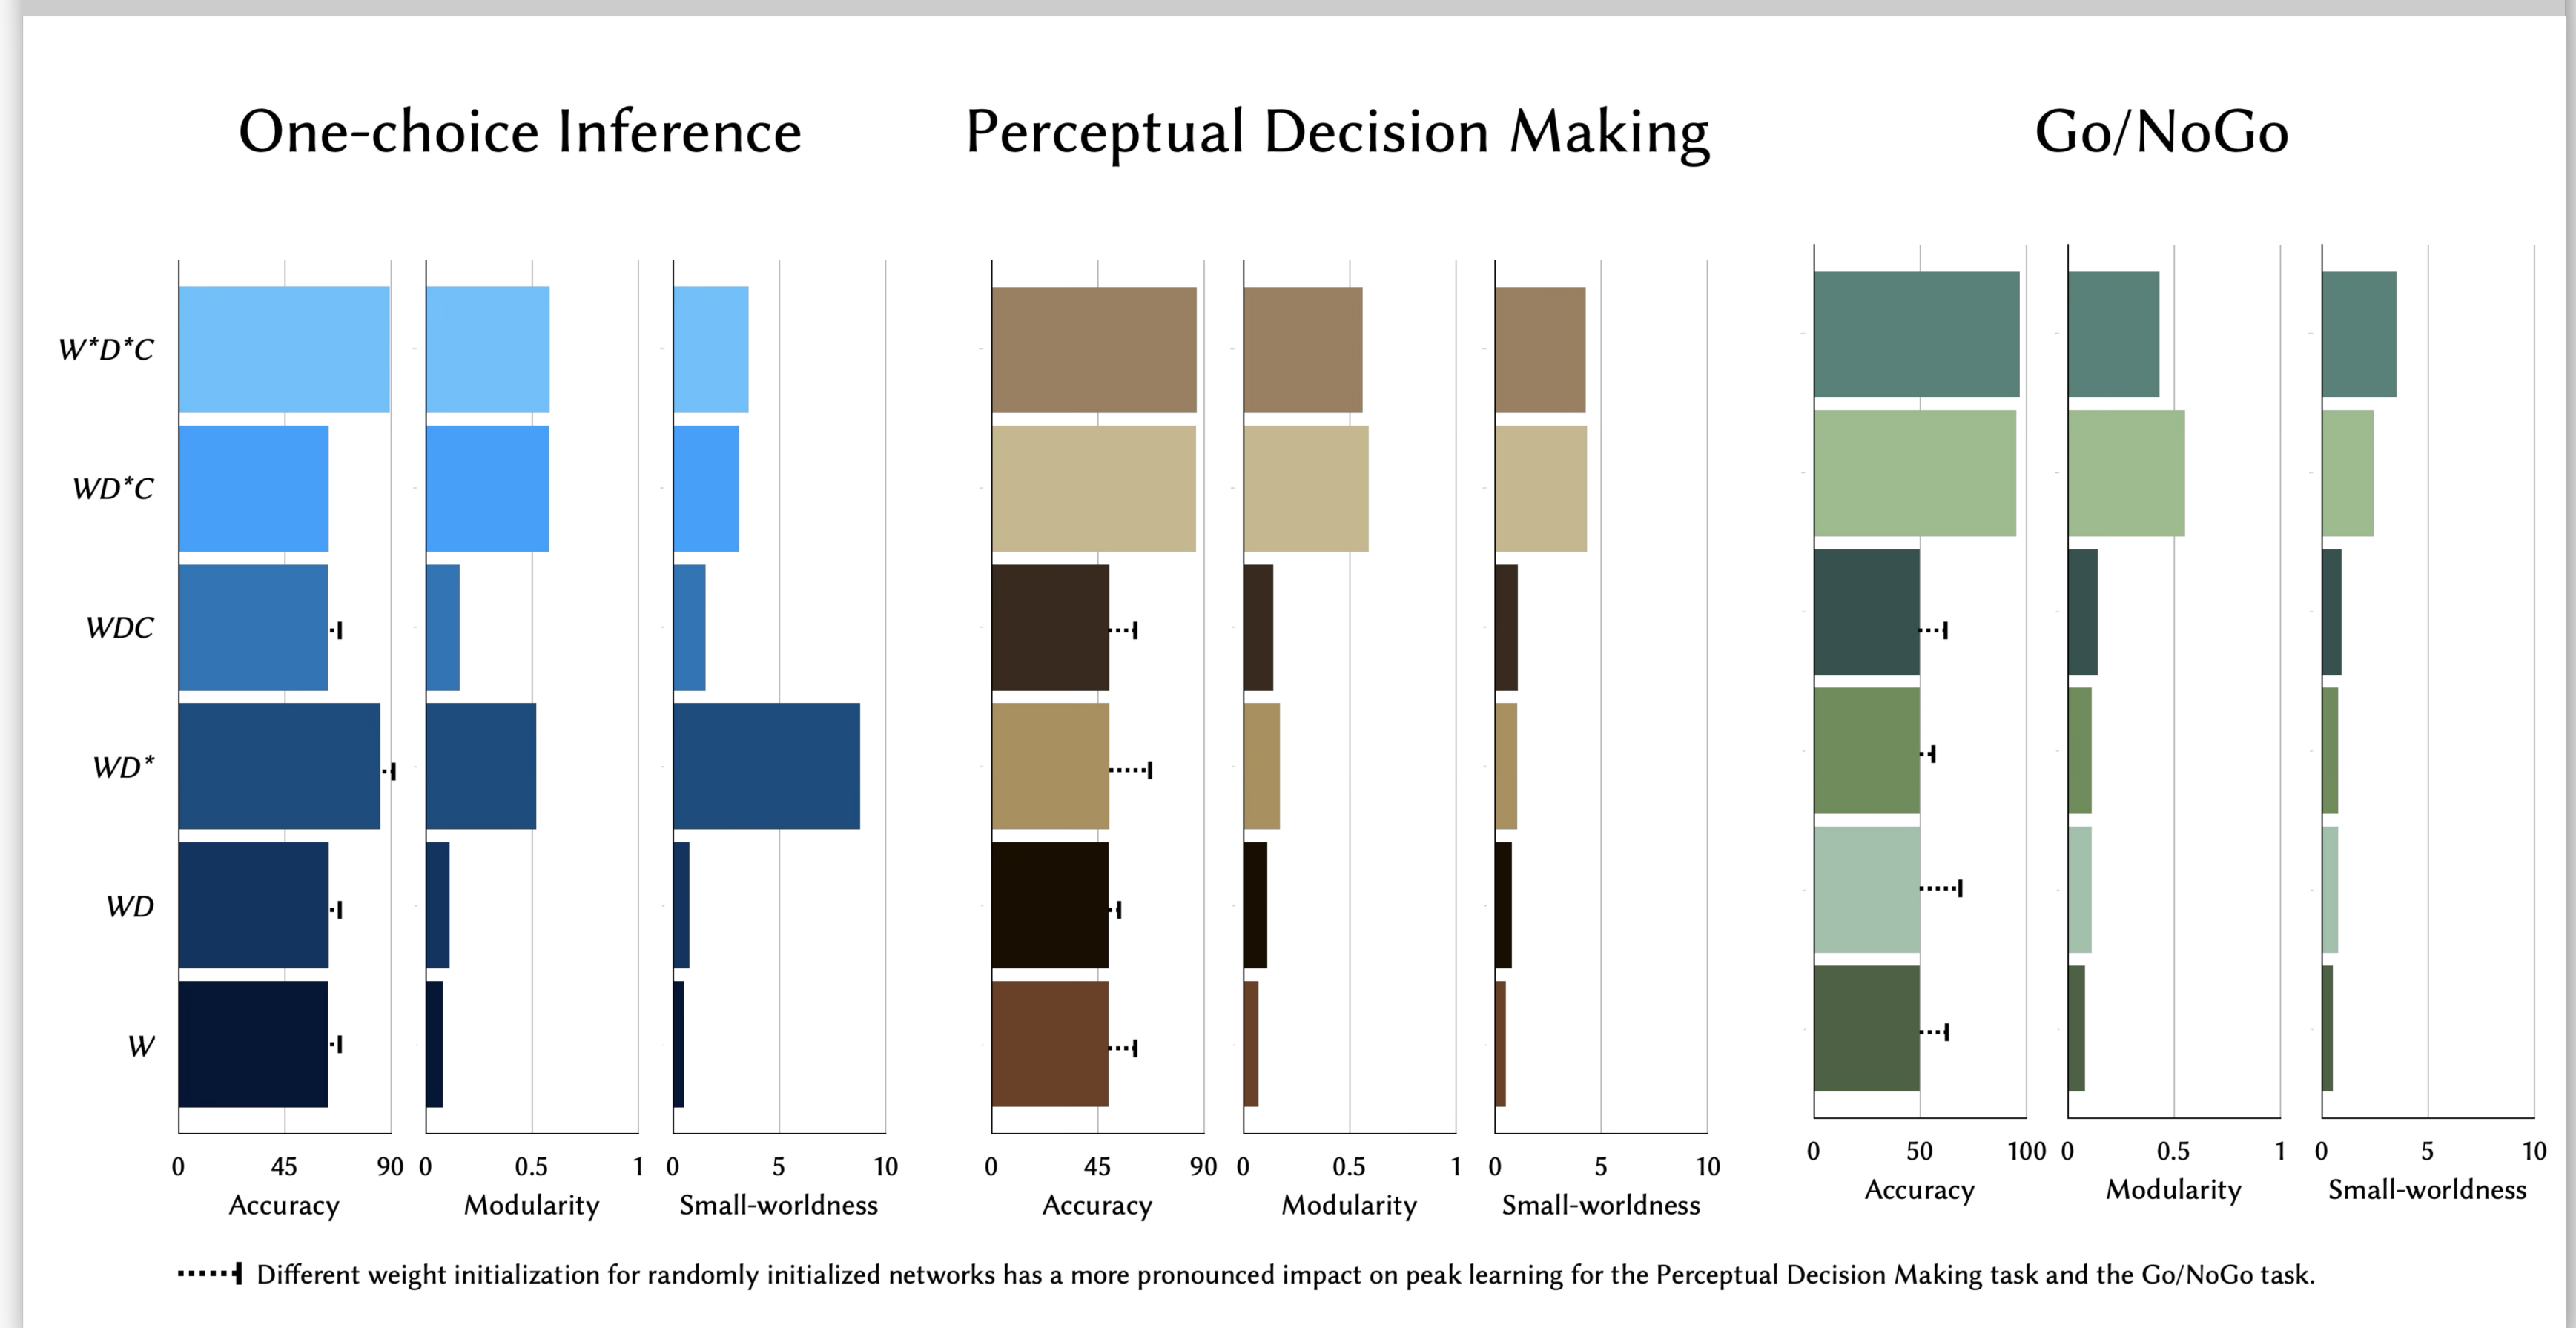 One-choice Inference
Perceptual Decision Making
Go/NoGo
W*D*C
WD*C
WDC
WD*
WD
W
0 45 90 0 0.5 1 0 5 10
Accuracy Modularity Small-worldness
0 45 90 0 0.5 1 0 5 10
Accuracy Modularity Small-worldness
0 50 100 0 0.5 1 0 5 10
Accuracy Modularity Small-worldness
Different weight initialization for randomly initialized networks has a more pronounced impact on peak learning for the Perceptual Decision Making task and the Go/NoGo task.